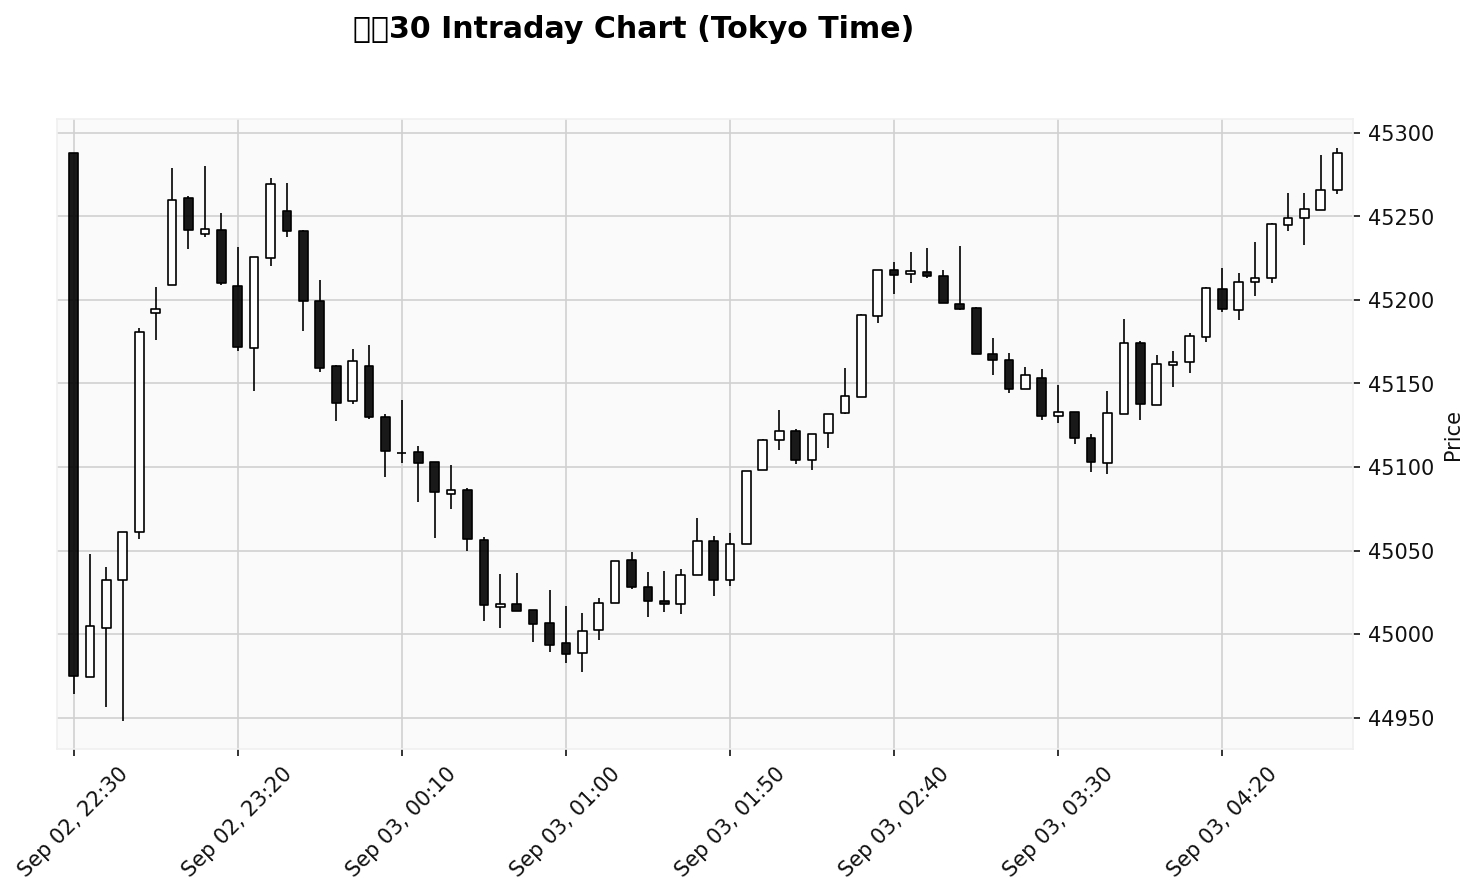 30 Intraday Chart (Tokyo Time)
45300
45250
45200
45150
45100
45050
45000
44950
Price
Sep 02, 22:30
Sep 02, 23:20
Sep 03, 00:10
Sep 03, 01:00
Sep 03, 01:50
Sep 03, 02:40
Sep 03, 03:30
Sep 03, 04:20